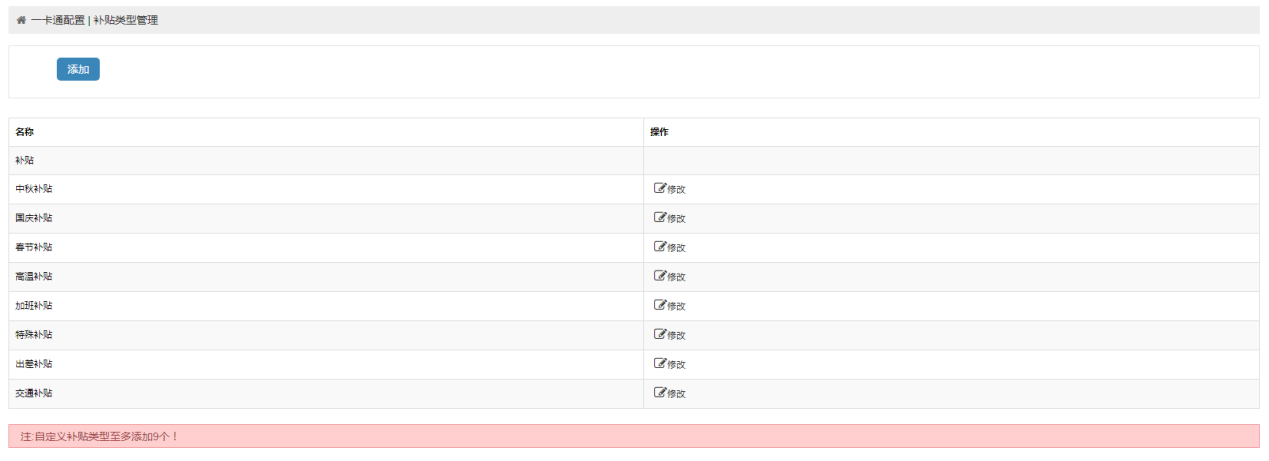 一卡通配置 | 补贴类型管理
添加
名称 操作
补贴
中秋补贴 修改
国庆补贴 修改
春节补贴 修改
高温补贴 修改
加班补贴 修改
特殊补贴 修改
出差补贴 修改
交通补贴 修改
注:自定义补贴类型至多添加9个！